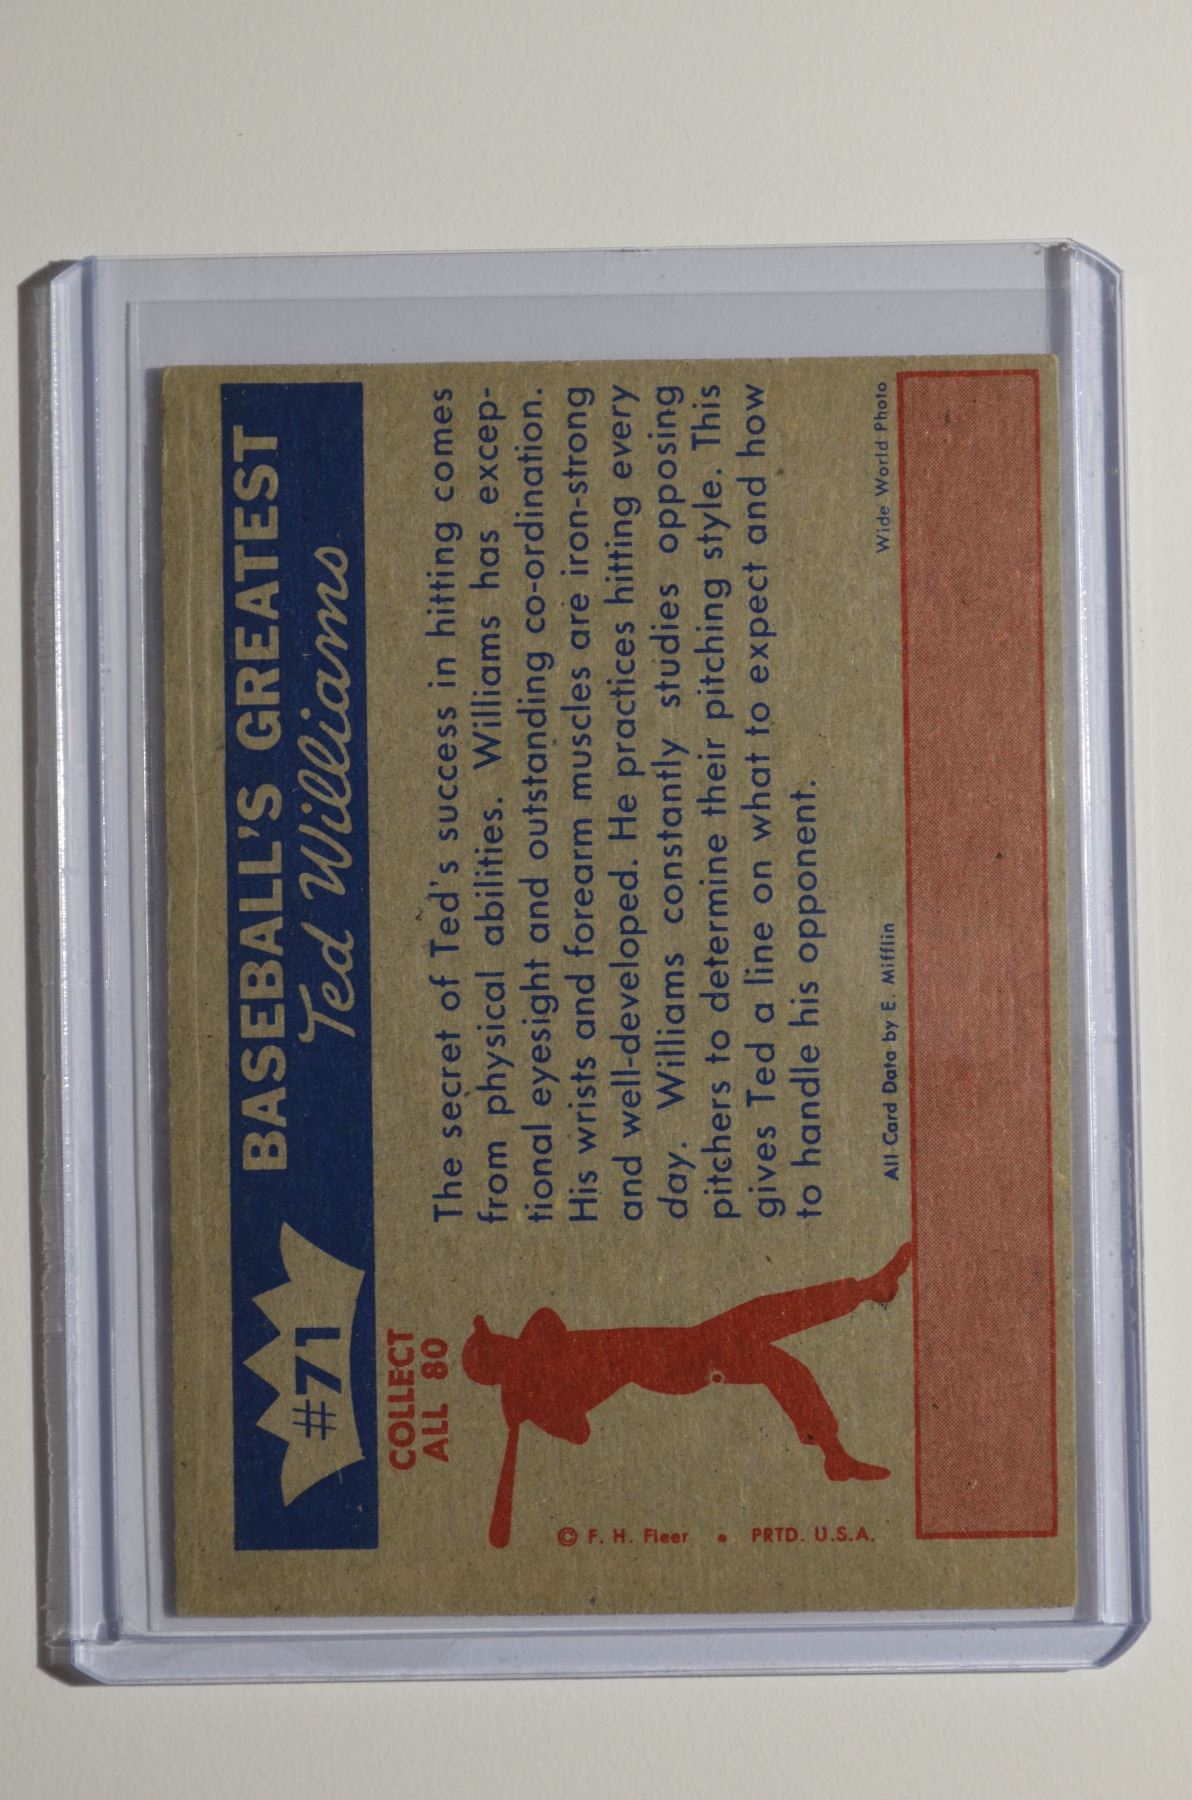 #71
BASEBALL'S GREATEST
Ted Williams
COLLECT
ALL 80
The secret of Ted's success in hitting comes
from physical abilities. Williams has excep-
tional eyesight and outstanding co-ordination.
His wrists and forearm muscles are iron-strong
and well-developed. He practices hitting every
day. Williams constantly studies opposing
pitchers to determine their pitching style. This
gives Ted a line on what to expect and how
to handle his opponent.
© F. H. Fleer • PRTD. U.S.A.
All Card Data by E. Mifflin
Wide World Photo